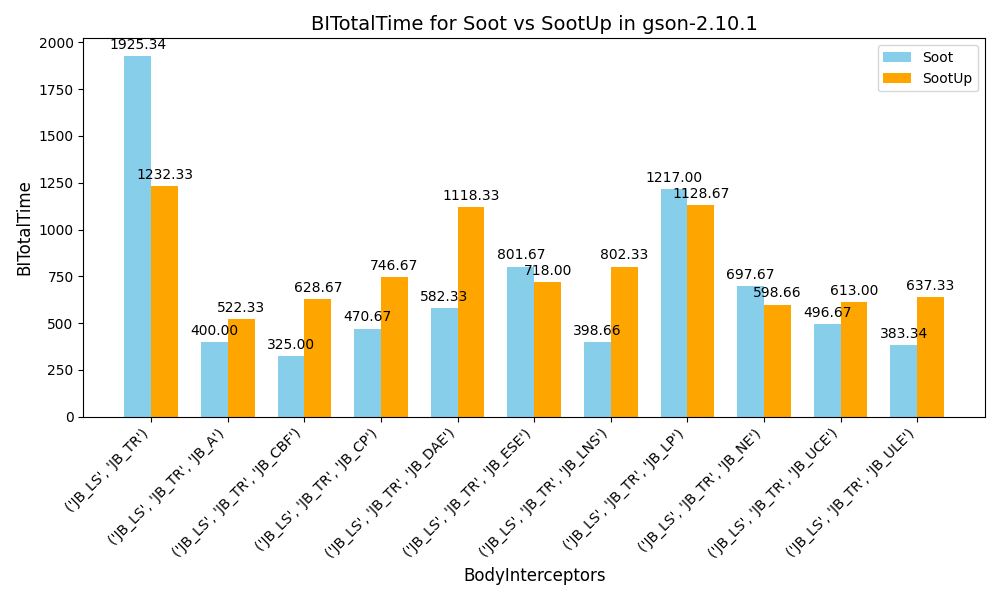 BITotalTime for Soot vs SootUp in gson-2.10.1
Soot
SootUp
BITotalTime
2000
1750
1500
1250
1000
750
500
250
0
1925.34
1232.33
400.00
522.33
325.00
628.67
470.67
746.67
582.33
1118.33
801.67
718.00
398.66
802.33
1217.00
1128.67
697.67
598.66
496.67
613.00
383.34
637.33
('JB_LS', 'JB_TR')
('JB_LS', 'JB_TR', 'JB_A')
('JB_LS', 'JB_TR', 'JB_CBF')
('JB_LS', 'JB_TR', 'JB_CP')
('JB_LS', 'JB_TR', 'JB_DAE')
('JB_LS', 'JB_TR', 'JB_ESE')
('JB_LS', 'JB_TR', 'JB_LNS')
('JB_LS', 'JB_TR', 'JB_LP')
('JB_LS', 'JB_TR', 'JB_NE')
('JB_LS', 'JB_TR', 'JB_UCE')
('JB_LS', 'JB_TR', 'JB_ULE')
BodyInterceptors